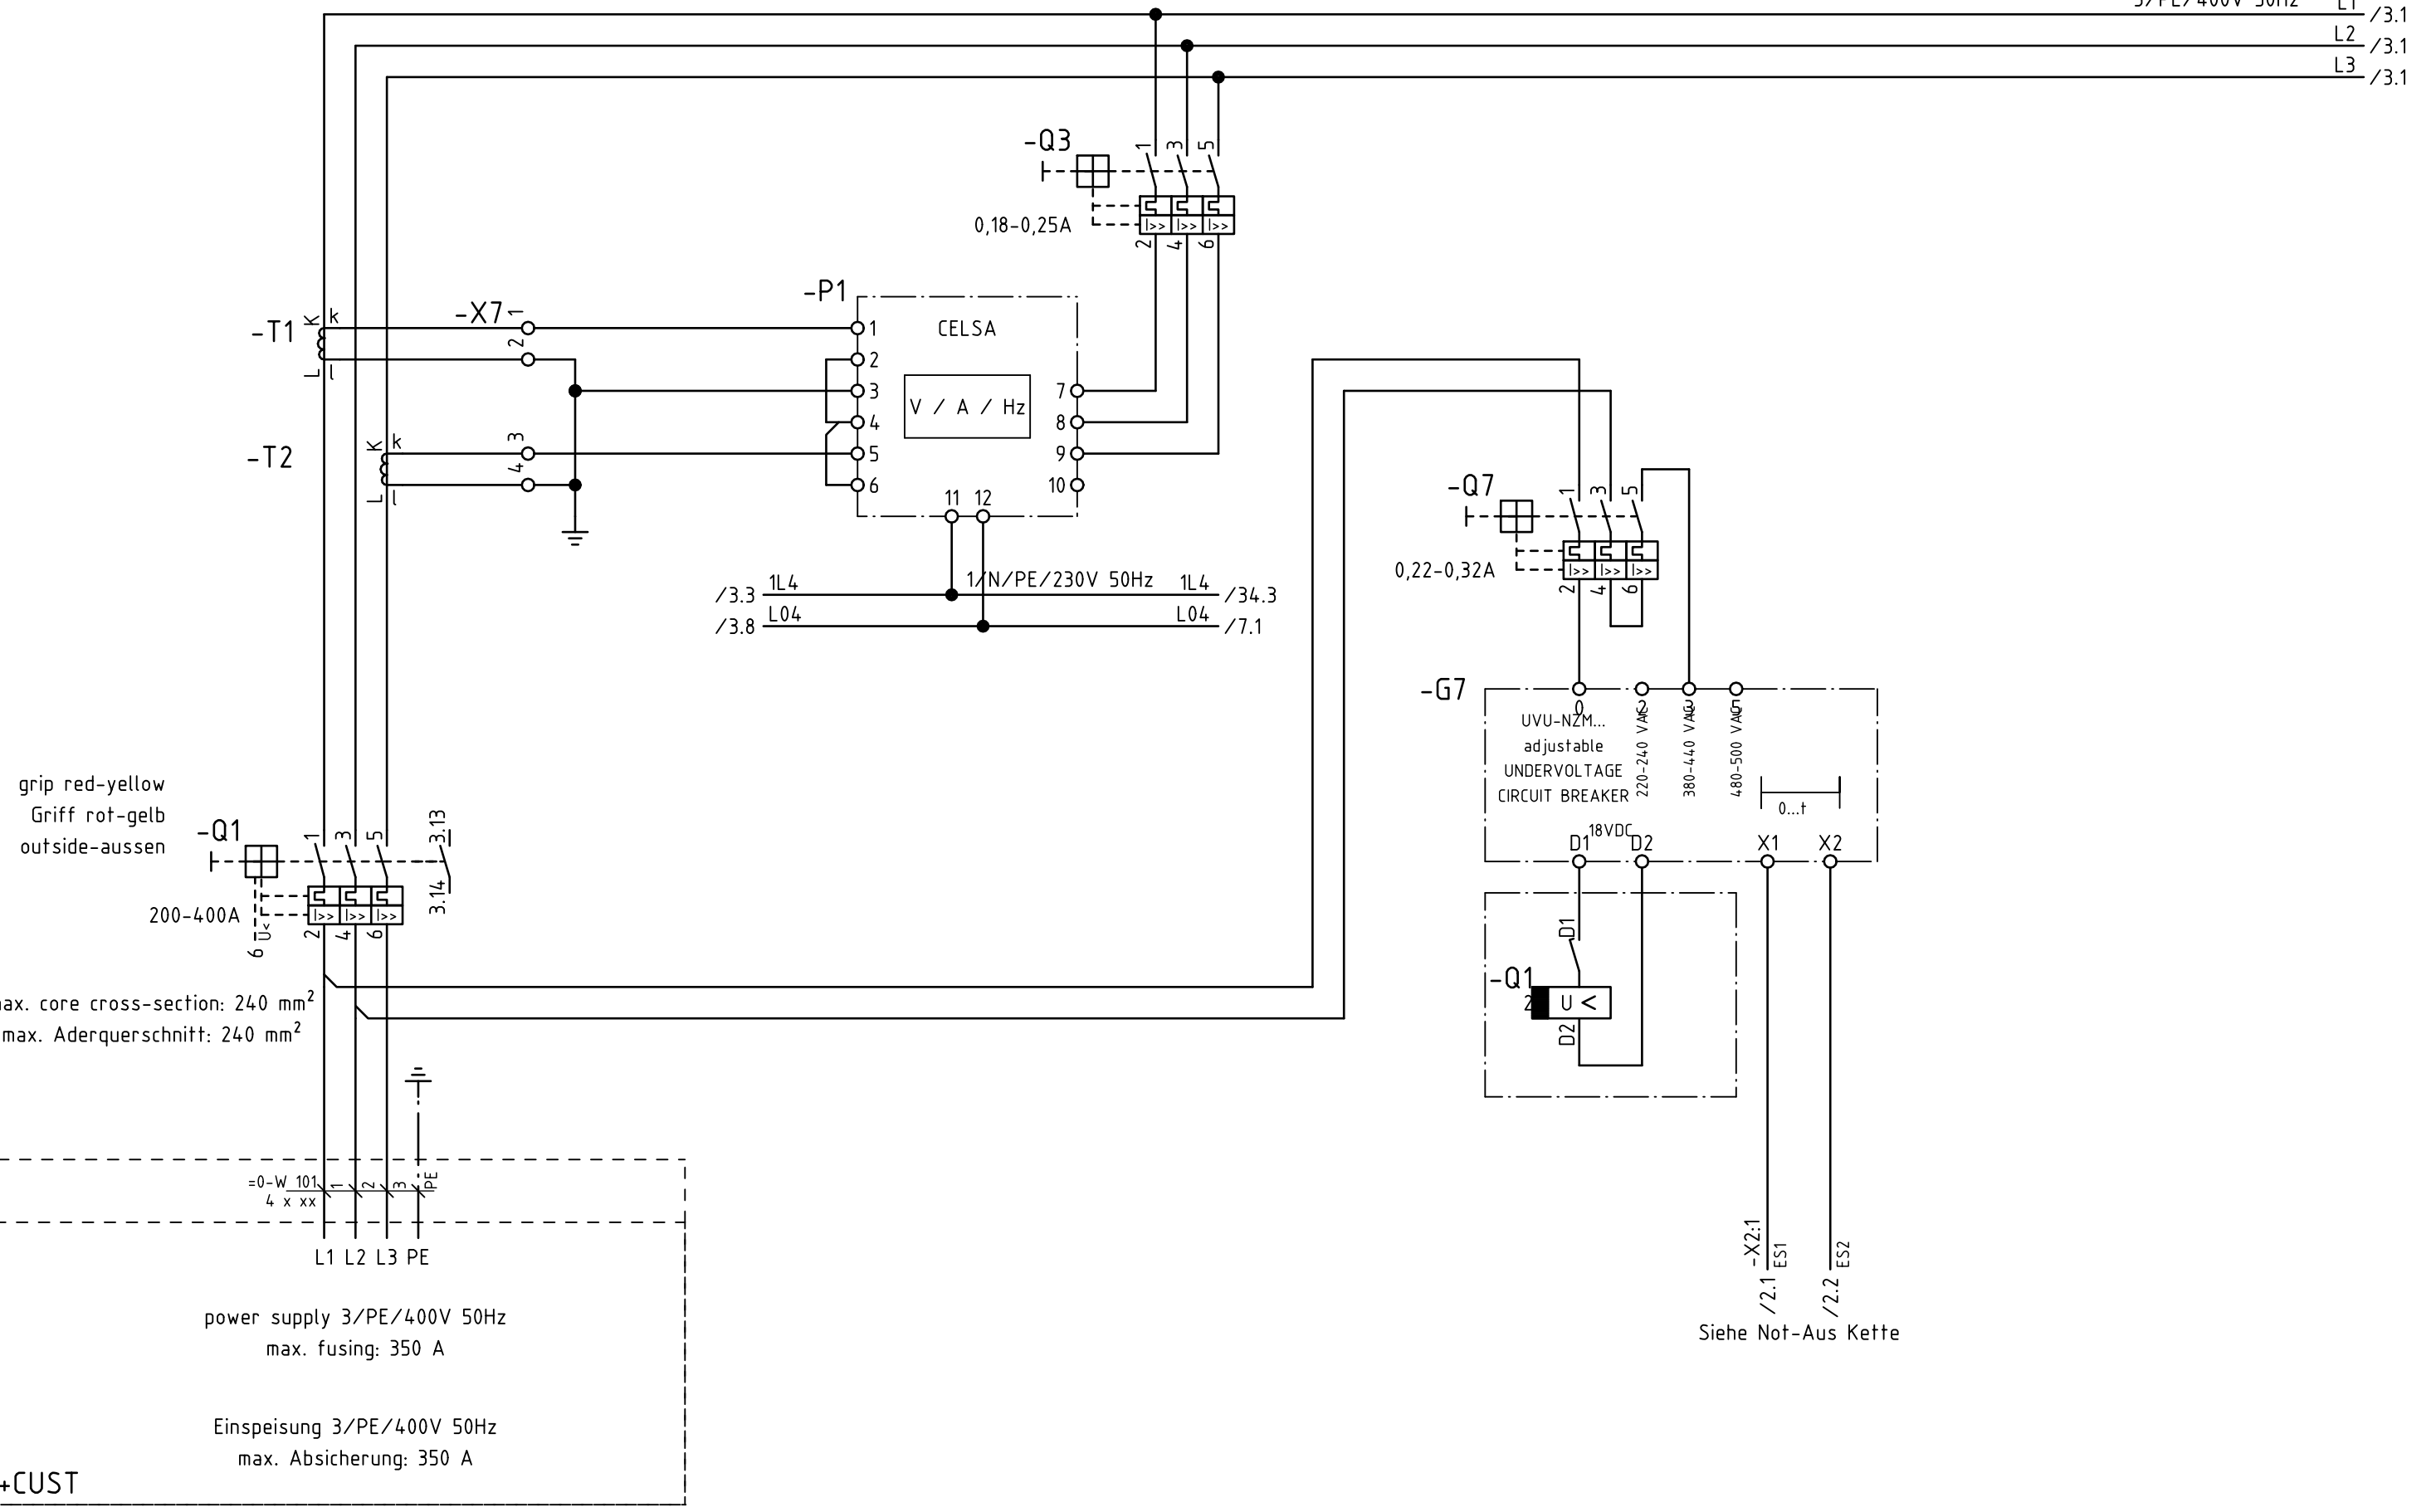 3/PE/400V 50Hz L1 /3.1
L2 /3.1
L3 /3.1
-Q3 1 3 5
0,18-0,25A I>> I>> I>>
2 4 6
-P1
-T1 K k -X7 1 1 CELSA
L l 2 2
3 V / A / Hz 7
4 8
-T2 K k 3 5 9
L l 4 6 10
11 12
-Q7 1 3 5
0,22-0,32A I>> I>> I>>
2 4 6
/3.3 1L4 1/N/PE/230V 50Hz 1L4 /34.3
/3.8 L04 L04 /7.1
-G7
0 2 3 5
UVU-NZM...
adjustable
UNDERVOLTAGE
CIRCUIT BREAKER
220-240 VAC
380-440 VAC
480-500 VAC
0...t
18VDC
D1 D2 X1 X2
grip red-yellow
Griff rot-gelb
outside-aussen
-Q1 1 3 5 3.13
200-400A I>> I>> I>> 3.14
6 U< 2 4 6
D1
-Q1
2 U <
D2
max. core cross-section: 240 mm²
max. Aderquerschnitt: 240 mm²
=0-W 101 1 2 3 PE
4 x xx
L1 L2 L3 PE
-X2:1 ES1 ES2
/2.1 /2.2
Siehe Not-Aus Kette
power supply 3/PE/400V 50Hz
max. fusing: 350 A
Einspeisung 3/PE/400V 50Hz
max. Absicherung: 350 A
+CUST